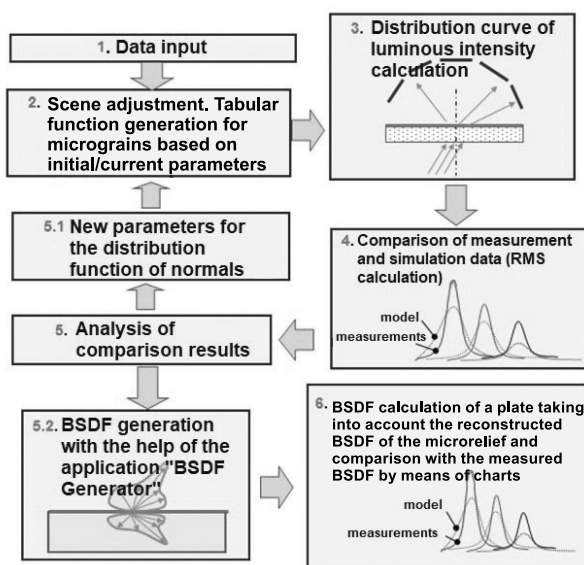 1. Data input
2. Scene adjustment. Tabular
function generation for
micrograins based on
initial/current parameters
3. Distribution curve of
luminous intensity
calculation
4. Comparison of measurement
and simulation data (RMS
calculation)
model
measurements
5.1 New parameters for
the distribution
function of normals
5. Analysis of
comparison results
5.2. BSDF generation
with the help of the
application "BSDF
Generator"
6. BSDF calculation of a plate taking
into account the reconstructed
BSDF of the microrelief and
comparison with the measured
BSDF by means of charts
model
measurements